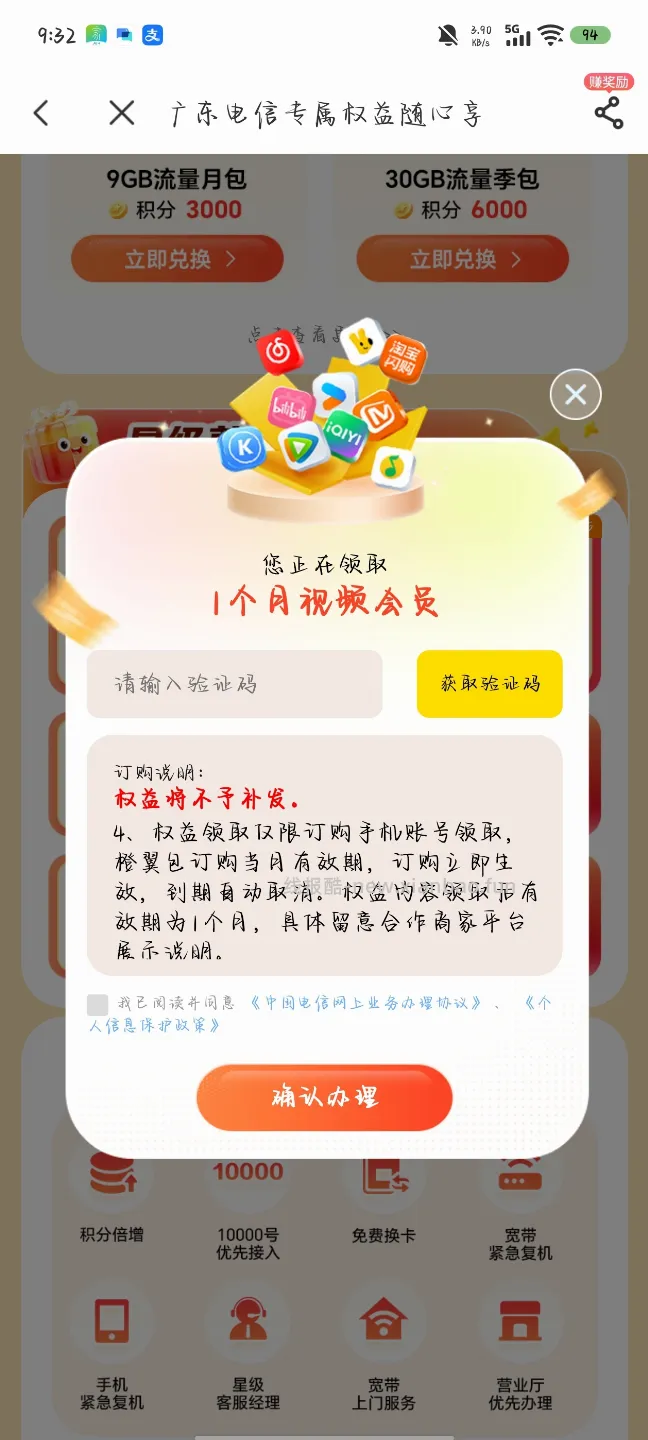 9:32
3.90
KB/s
5G
94
赚奖励
广东电信专属权益随心享
9GB流量月包
30GB流量季包
积分 3000
积分 6000
立即兑换
立即兑换
淘宝
闪购
bilibili
iQIYI
K
您正在领取
1个月视频会员
请输入验证码
获取验证码
订购说明：
权益将不予补发。
4、权益领取仅限订购手机账号领取，
橙翼包订购当月有效期，订购立即生
效，到期自动取消。权益内容领取后有
效期为1个月，具体留意合作商家平台
展示说明。
我已阅读并同意《中国电信网上业务办理协议》、《个
人信息保护政策》
确认办理
10000
积分倍增
10000号
优先接入
免费换卡
宽带
紧急复机
手机
紧急复机
星级
客服经理
宽带
上门服务
营业厅
优先办理